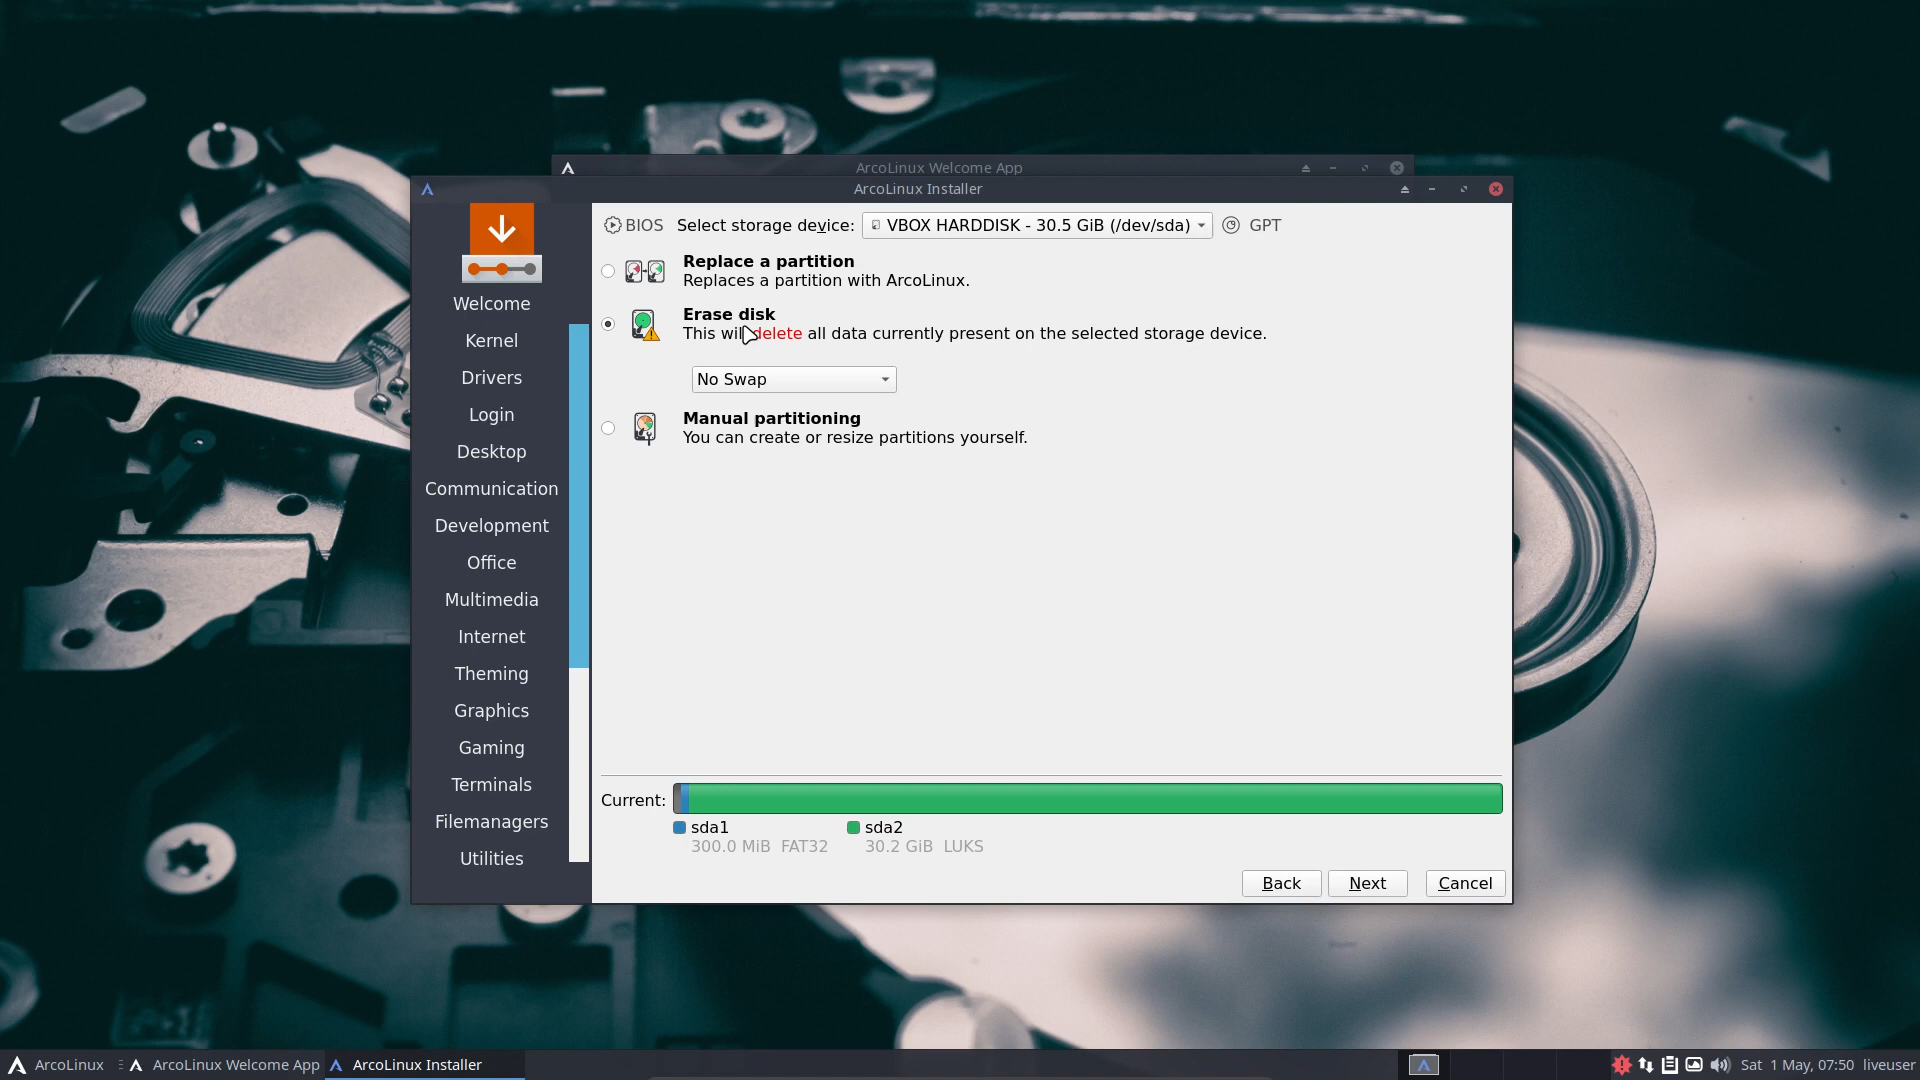 ArcoLinux Welcome App
ArcoLinux Installer
BIOS Select storage device: VBOX HARDDISK - 30.5 GiB (/dev/sda) GPT
Replace a partition
Replaces a partition with ArcoLinux.
Erase disk
This will delete all data currently present on the selected storage device.
No Swap
Manual partitioning
You can create or resize partitions yourself.
Welcome
Kernel
Drivers
Login
Desktop
Communication
Development
Office
Multimedia
Internet
Theming
Graphics
Gaming
Terminals
Filemanagers
Utilities
Current:
sda1 sda2
300.0 MiB FAT32 30.2 GiB LUKS
Back Next Cancel
ArcoLinux ArcoLinux Welcome App ArcoLinux Installer Sat 1 May, 07:50 liveuser